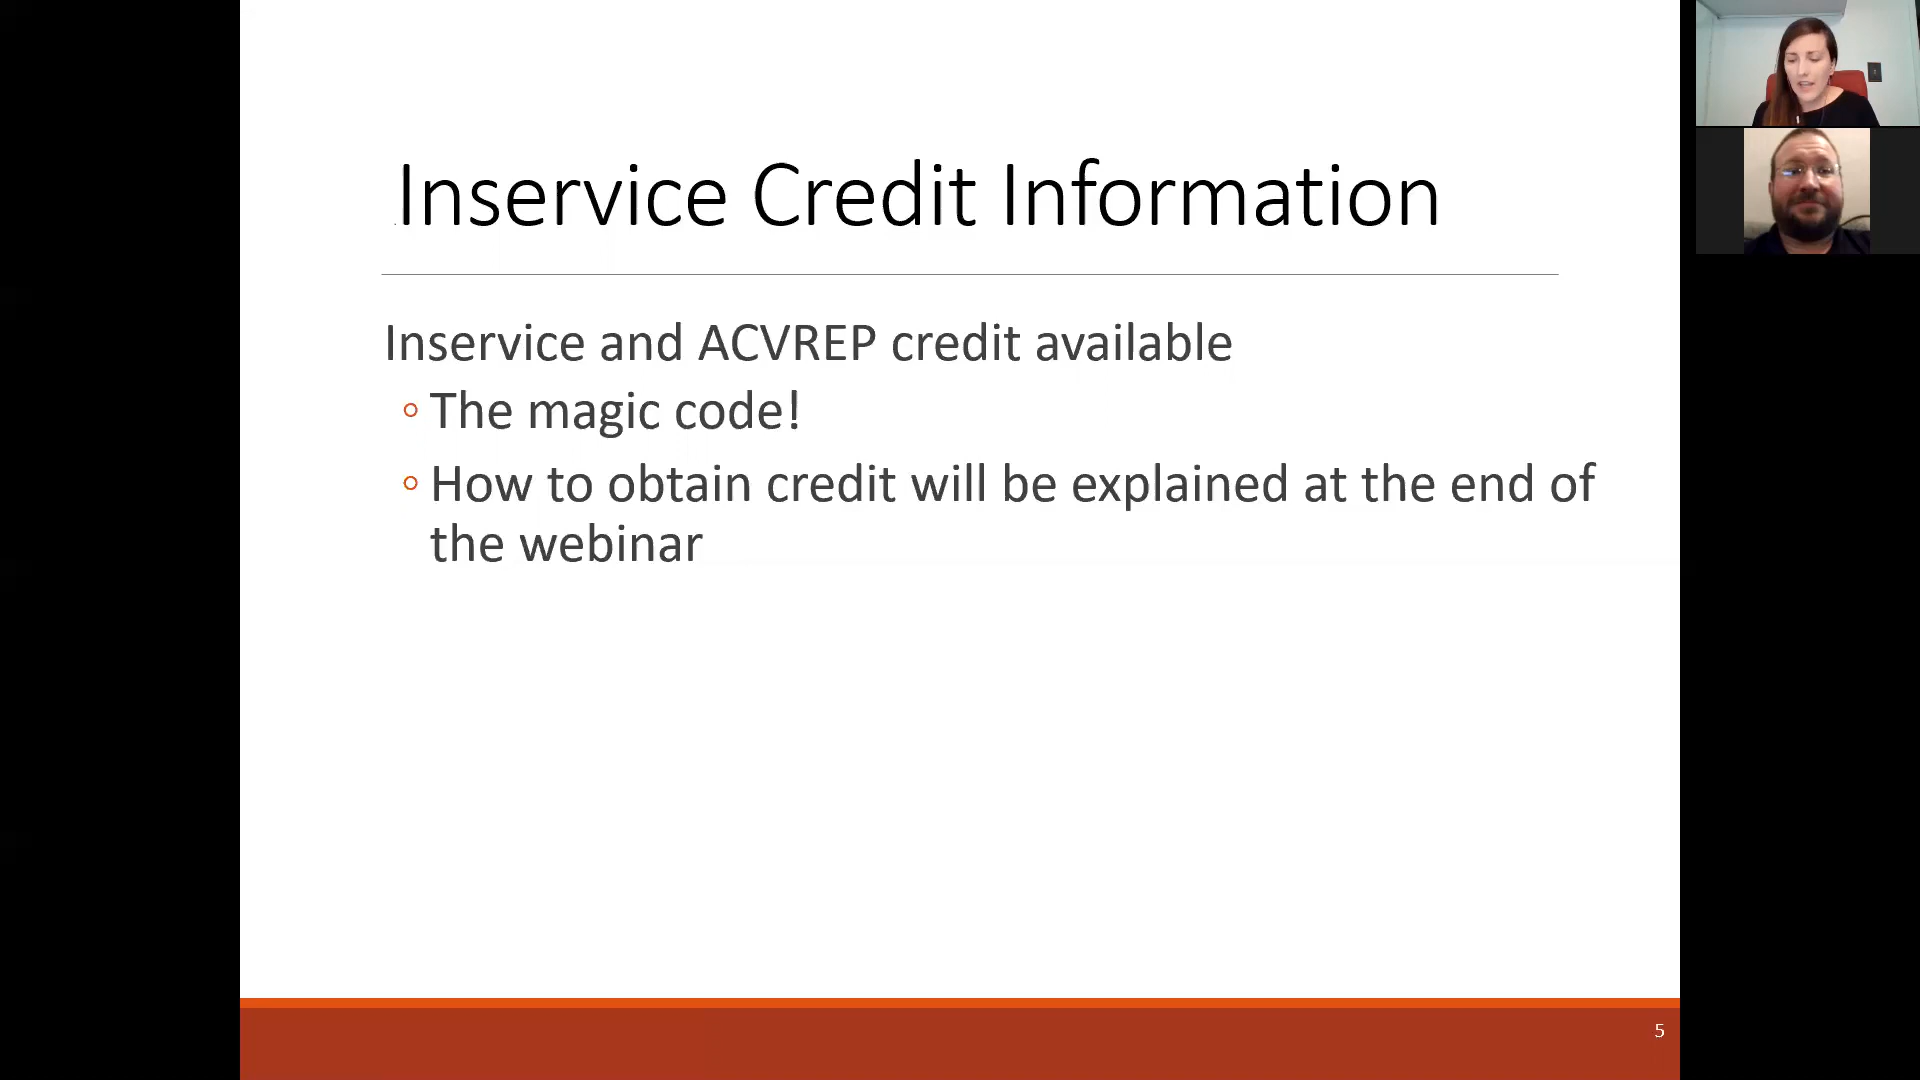 Inservice Credit Information
Inservice and ACVREP credit available
◦ The magic code!
◦ How to obtain credit will be explained at the end of
the webinar
5